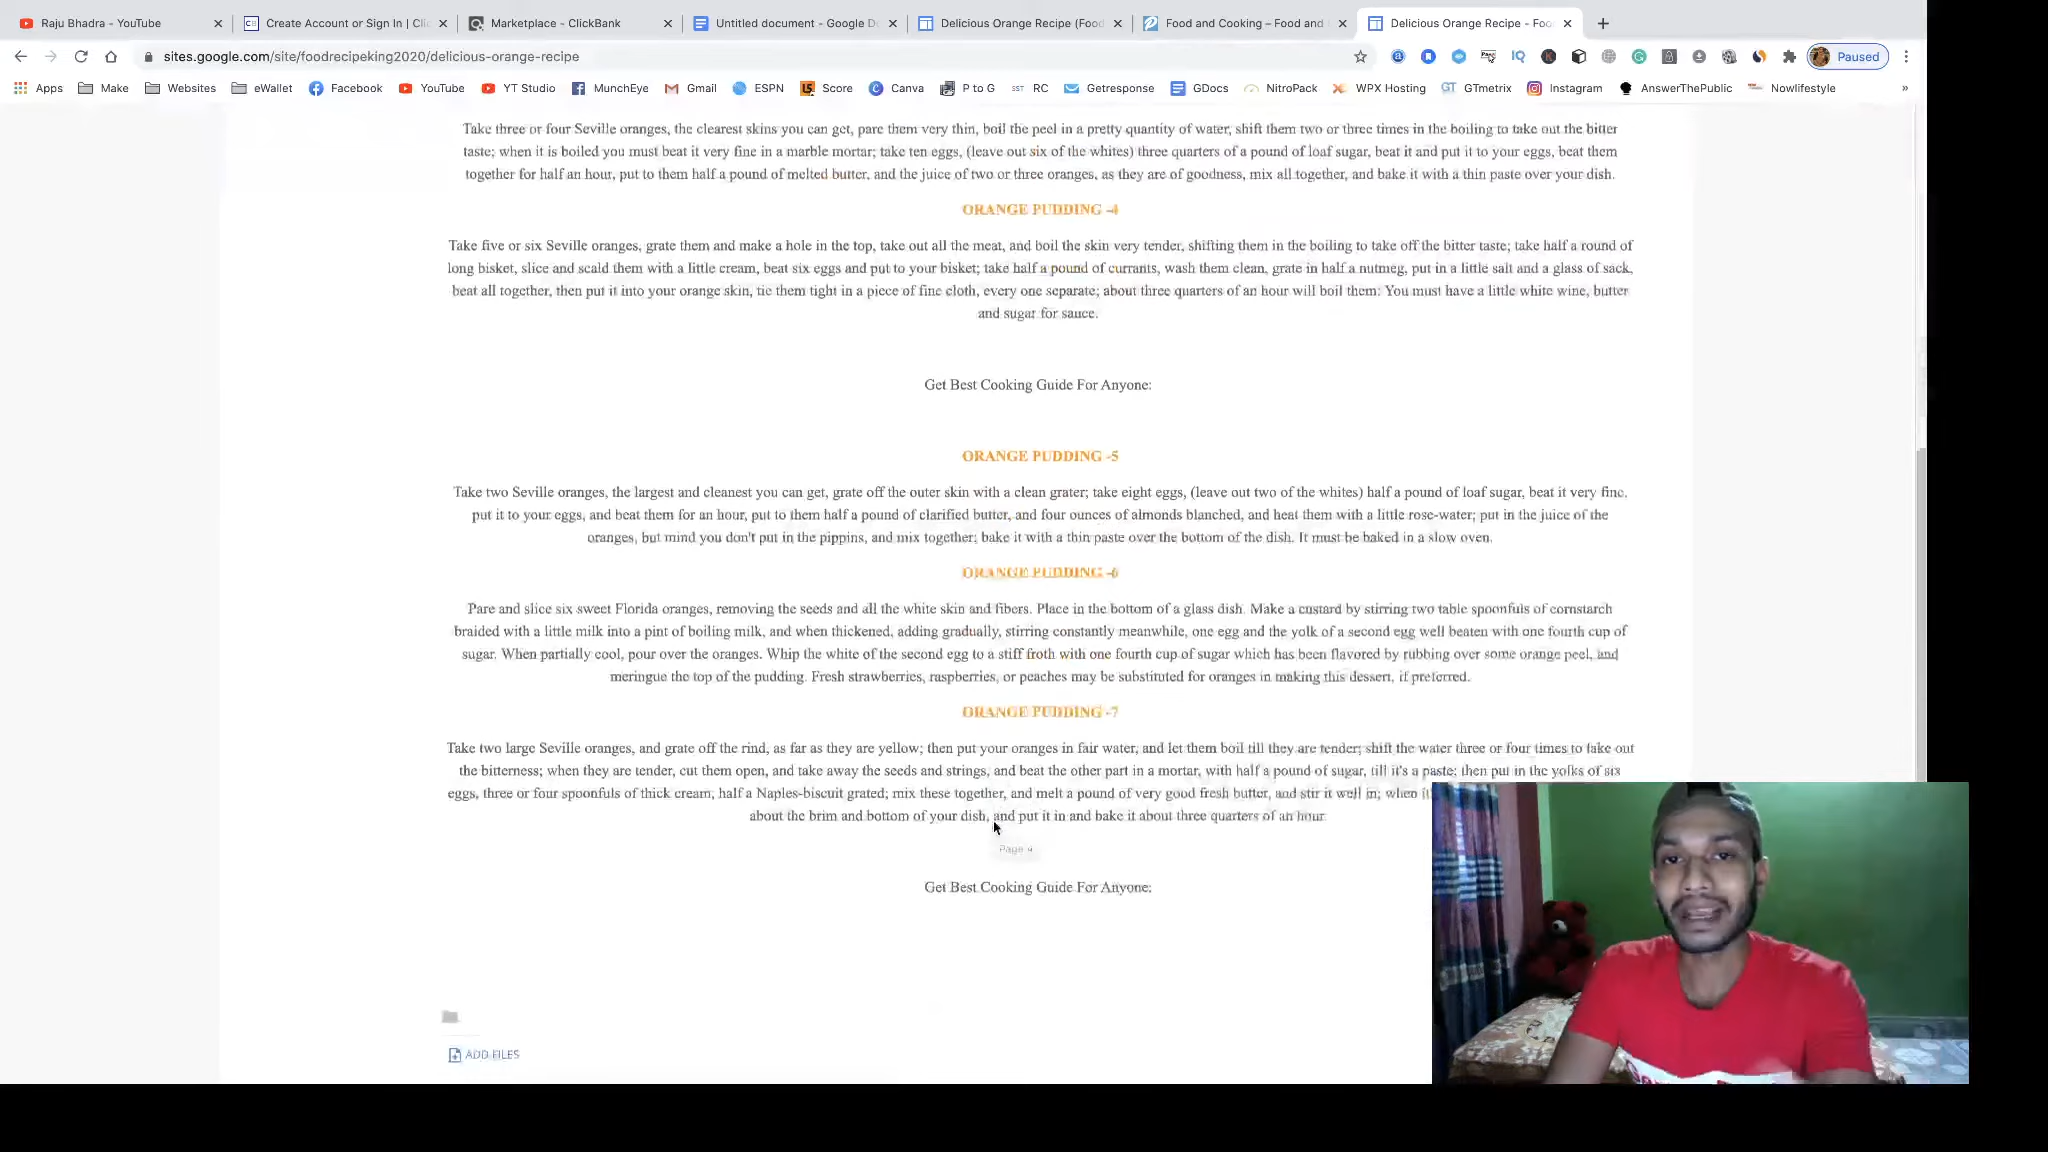 Raju Bhadra - YouTube
Create Account or Sign In | Clic
Marketplace - ClickBank
Untitled document - Google Do
Delicious Orange Recipe (Food
Food and Cooking – Food and
Delicious Orange Recipe - Foo
sites.google.com/site/foodrecipeking2020/delicious-orange-recipe
Paused
Apps Make Websites eWallet Facebook YouTube YT Studio MunchEye Gmail ESPN Score Canva P to G RC Getresponse GDocs NitroPack WPX Hosting GTmetrix Instagram AnswerThePublic Nowlifestyle »
Take three or four Seville oranges, the clearest skins you can get, pare them very thin, boil the peel in a pretty quantity of water, shift them two or three times in the boiling to take out the bitter
taste; when it is boiled you must beat it very fine in a marble mortar; take ten eggs, (leave out six of the whites) three quarters of a pound of loaf sugar, beat it and put it to your eggs, beat them
together for half an hour, put to them half a pound of melted butter, and the juice of two or three oranges, as they are of goodness, mix all together, and bake it with a thin paste over your dish.
ORANGE PUDDING -4
Take five or six Seville oranges, grate them and make a hole in the top, take out all the meat, and boil the skin very tender, shifting them in the boiling to take off the bitter taste; take half a round of
long bisket, slice and scald them with a little cream, beat six eggs and put to your bisket; take half a pound of currants, wash them clean, grate in half a nutmeg, put in a little salt and a glass of sack,
beat all together, then put it into your orange skin, tie them tight in a piece of fine cloth, every one separate; about three quarters of an hour will boil them: You must have a little white wine, butter
and sugar for sauce.
Get Best Cooking Guide For Anyone:
ORANGE PUDDING -5
Take two Seville oranges, the largest and cleanest you can get, grate off the outer skin with a clean grater; take eight eggs, (leave out two of the whites) half a pound of loaf sugar, beat it very fine,
put it to your eggs, and beat them for an hour, put to them half a pound of clarified butter, and four ounces of almonds blanched, and heat them with a little rose-water; put in the juice of the
oranges, but mind you don't put in the pippins, and mix together; bake it with a thin paste over the bottom of the dish. It must be baked in a slow oven.
ORANGE PUDDING -6
Pare and slice six sweet Florida oranges, removing the seeds and all the white skin and fibers. Place in the bottom of a glass dish. Make a custard by stirring two table spoonfuls of cornstarch
braided with a little milk into a pint of boiling milk, and when thickened, adding gradually, stirring constantly meanwhile, one egg and the yolk of a second egg well beaten with one fourth cup of
sugar. When partially cool, pour over the oranges. Whip the white of the second egg to a stiff froth with one fourth cup of sugar which has been flavored by rubbing over some orange peel, and
meringue the top of the pudding. Fresh strawberries, raspberries, or peaches may be substituted for oranges in making this dessert, if preferred.
ORANGE PUDDING -7
Take two large Seville oranges, and grate off the rind, as far as they are yellow; then put your oranges in fair water, and let them boil till they are tender; shift the water three or four times to take out
the bitterness; when they are tender, cut them open, and take away the seeds and strings, and beat the other part in a mortar, with half a pound of sugar, till it's a paste; then put in the yolks of six
eggs, three or four spoonfuls of thick cream; half a Naples-biscuit grated; mix these together, and melt a pound of very good fresh butter, and stir it well in; when
about the brim and bottom of your dish, and put it in and bake it about three quarters of an hour
Page
Get Best Cooking Guide For Anyone:
ADD FILES